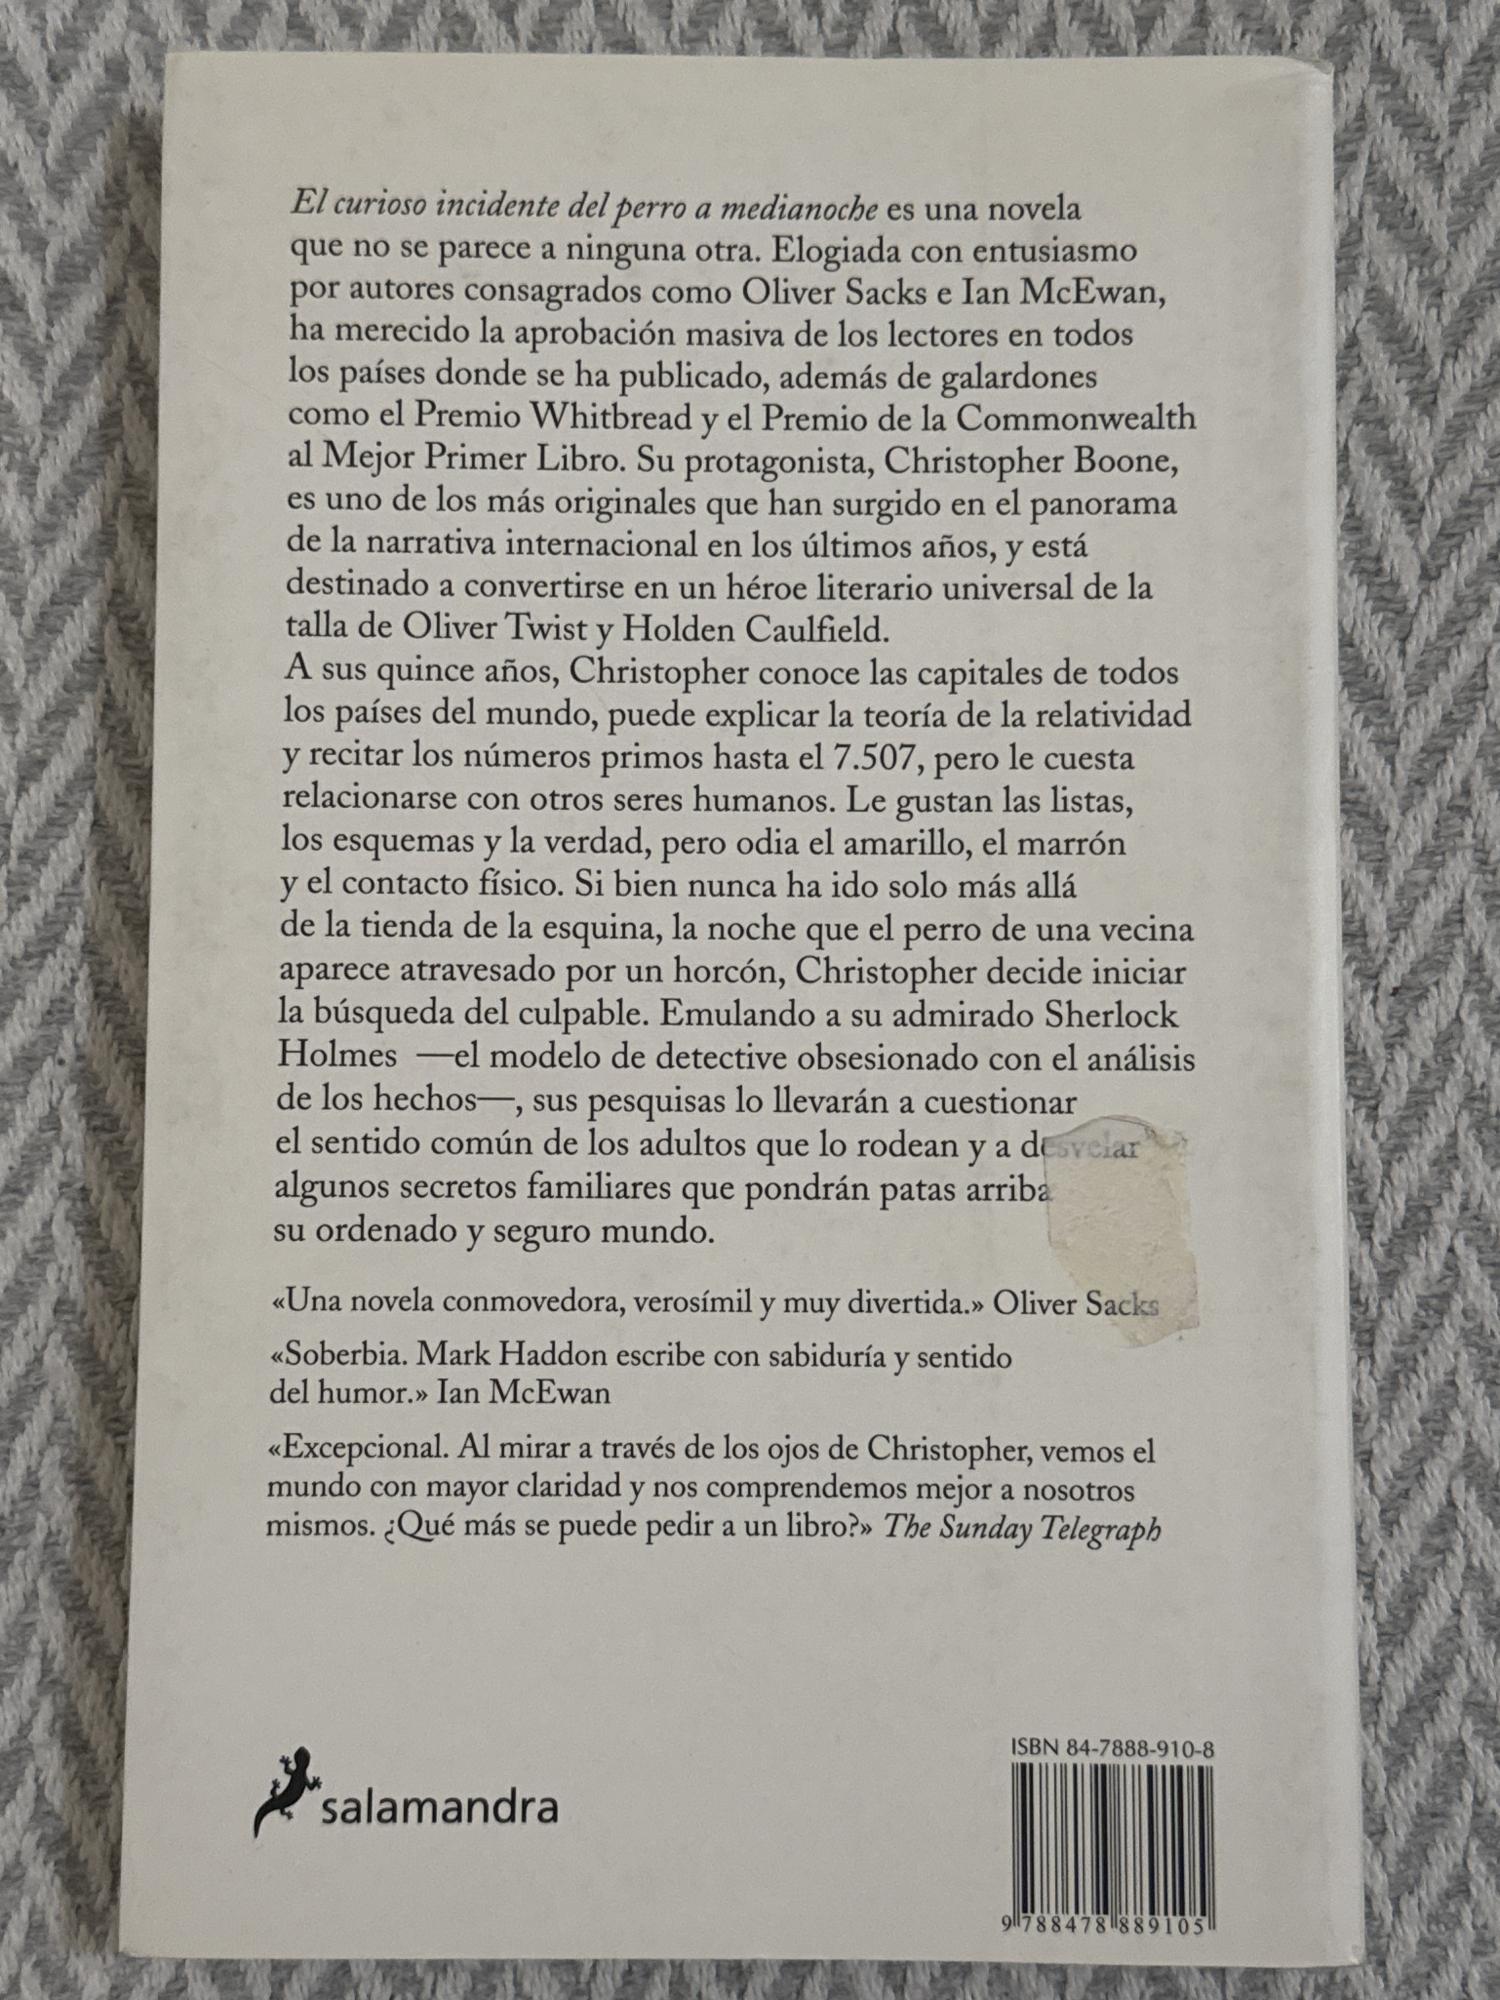 El curioso incidente del perro a medianoche es una novela
que no se parece a ninguna otra. Elogiada con entusiasmo
por autores consagrados como Oliver Sacks e Ian McEwan,
ha merecido la aprobación masiva de los lectores en todos
los países donde se ha publicado, además de galardones
como el Premio Whitbread y el Premio de la Commonwealth
al Mejor Primer Libro. Su protagonista, Christopher Boone,
es uno de los más originales que han surgido en el panorama
de la narrativa internacional en los últimos años, y está
destinado a convertirse en un héroe literario universal de la
talla de Oliver Twist y Holden Caulfield.
A sus quince años, Christopher conoce las capitales de todos
los países del mundo, puede explicar la teoría de la relatividad
y recitar los números primos hasta el 7.507, pero le cuesta
relacionarse con otros seres humanos. Le gustan las listas,
los esquemas y la verdad, pero odia el amarillo, el marrón
y el contacto físico. Si bien nunca ha ido solo más allá
de la tienda de la esquina, la noche que el perro de una vecina
aparece atravesado por un horcón, Christopher decide iniciar
la búsqueda del culpable. Emulando a su admirado Sherlock
Holmes —el modelo de detective obsesionado con el análisis
de los hechos—, sus pesquisas lo llevarán a cuestionar
el sentido común de los adultos que lo rodean y a desvelar
algunos secretos familiares que pondrán patas arriba
su ordenado y seguro mundo.
«Una novela conmovedora, verosímil y muy divertida.» Oliver Sacks
«Soberbia. Mark Haddon escribe con sabiduría y sentido
del humor.» Ian McEwan
«Excepcional. Al mirar a través de los ojos de Christopher, vemos el
mundo con mayor claridad y nos comprendemos mejor a nosotros
mismos. ¿Qué más se puede pedir a un libro?» The Sunday Telegraph
salamandra
ISBN 84-7888-910-8
9 788478 889105